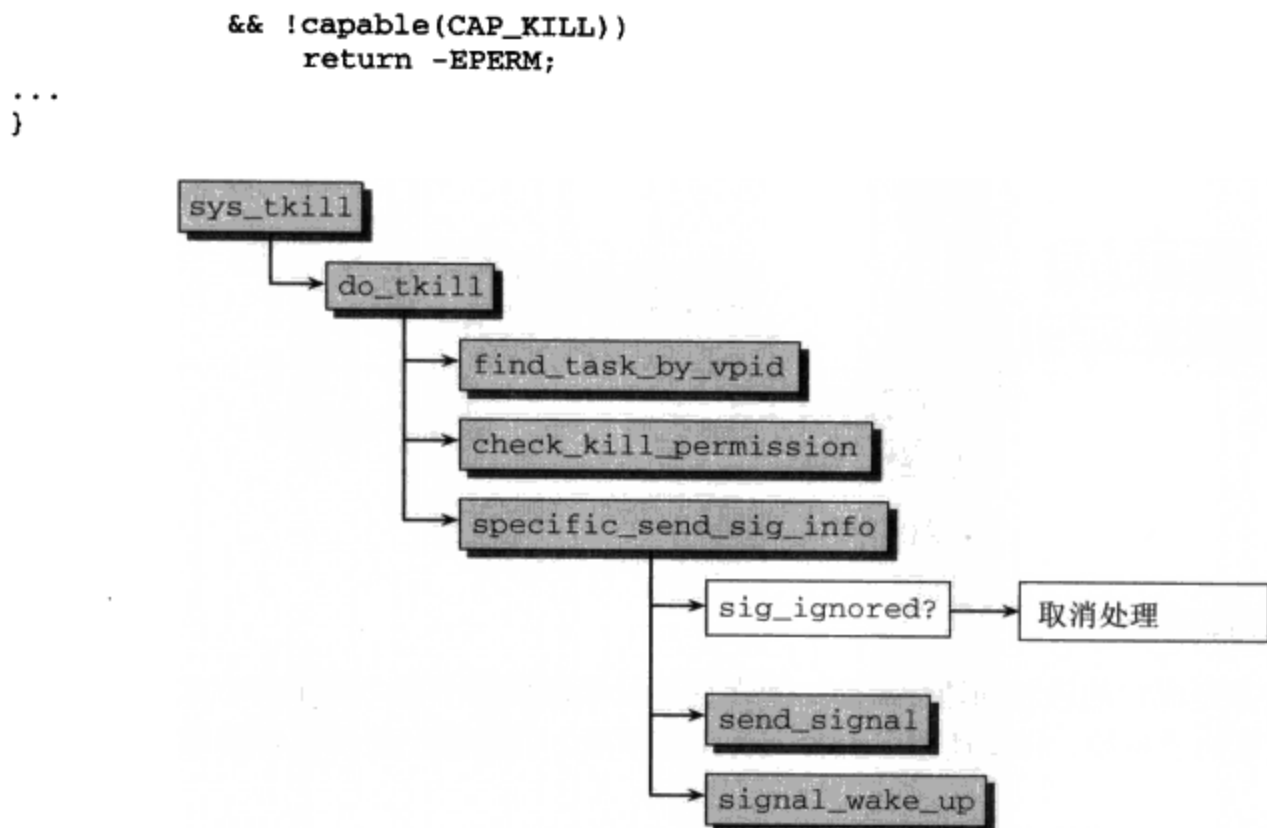 && !capable(CAP_KILL))
return -EPERM;
...
}
sys_tkill
do_tkill
find_task_by_vpid
check_kill_permission
specific_send_sig_info
sig_ignored?
取消处理
send_signal
signal_wake_up